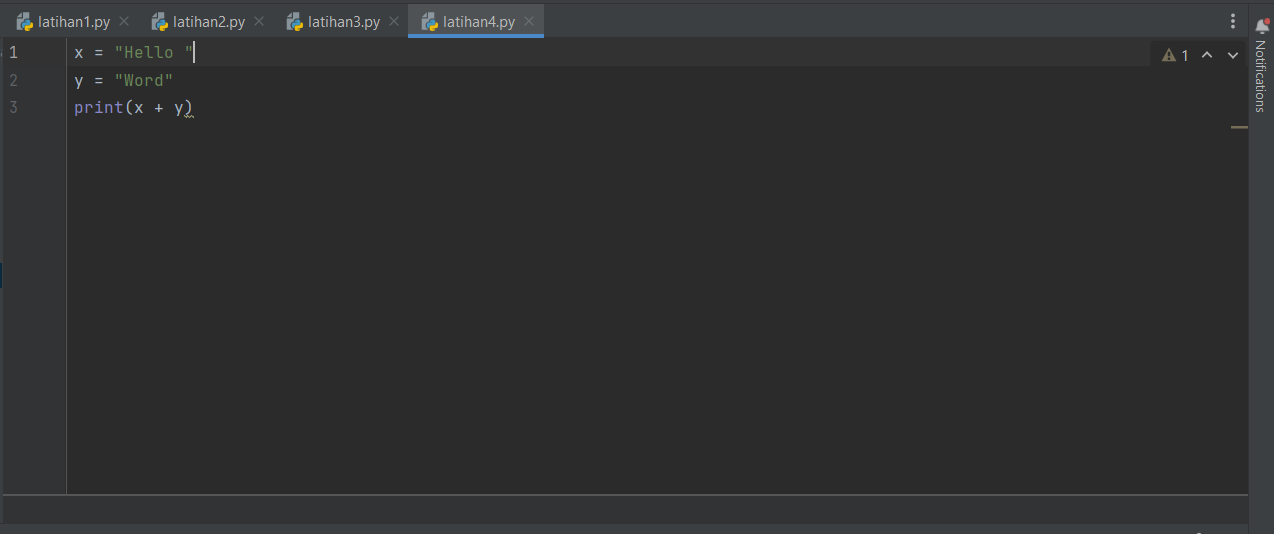 latihan1.py latihan2.py latihan3.py latihan4.py
1 x = "Hello "
2 y = "Word"
3 print(x + y)
1
Notifications